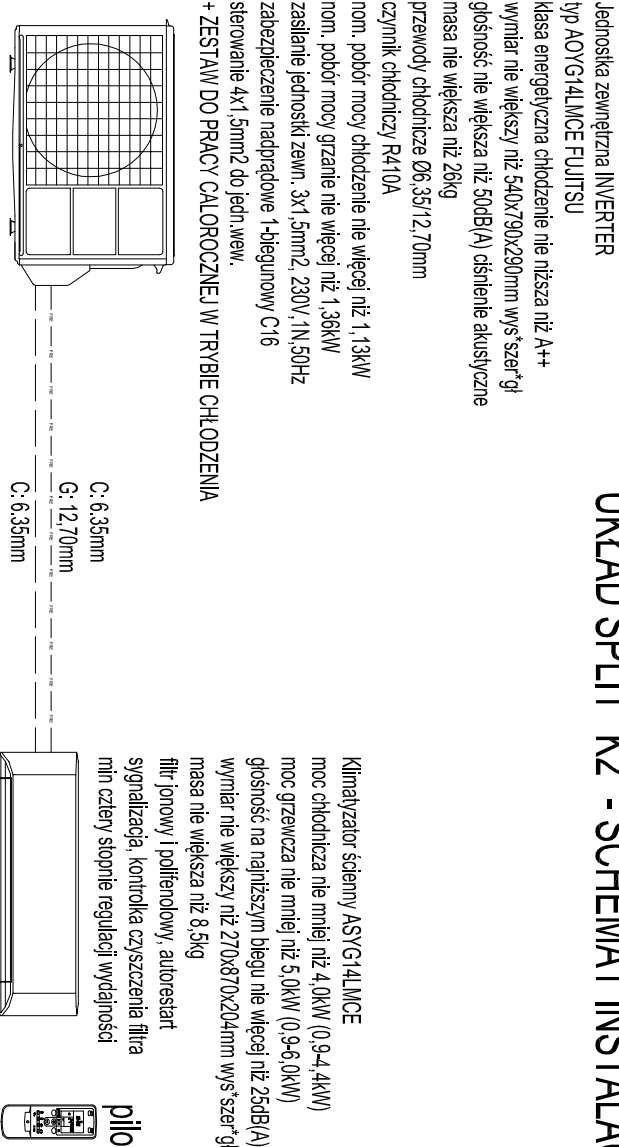 UKŁAD SPLIT K2 - SCHEMAT INSTALAC
Jednostka zewnętrzna INVERTER
typ AOYG14LMCE FUJITSU
klasa energetyczna chłodzenie nie niższa niż A++
wymiar nie większy niż 540x790x290mm wys*szer*gł
głośność nie większa niż 50dB(A) ciśnienie akustyczne
masa nie większa niż 26kg
przewody chłodnicze Ø6,35/12,70mm
czynnik chłodniczy R410A
nom. pobór mocy chłodzenie nie więcej niż 1,13kW
nom. pobór mocy grzanie nie więcej niż 1,36kW
zasilanie jednostki zewn. 3x1,5mm2, 230V,1N,50Hz
zabezpieczenie nadprądowe 1-biegunowy C16
sterowanie 4x1,5mm2 do jedn.wew.
+ ZESTAW DO PRACY CALOROCZNEJ W TRYBIE CHŁODZENIA
Klimatyzator ścienny ASYG14LMCE
moc chłodnicza nie mniej niż 4,0kW (0,9-4,4kW)
moc grzewcza nie mniej niż 5,0kW (0,9-6,0kW)
głośność na najniższym biegu nie więcej niż 25dB(A)
wymiar nie większy niż 270x870x204mm wys*szer*gł
masa nie większa niż 8,5kg
filtr jonowy i polifenolowy, autorestart
sygnalizacja, kontrolka czyszczenia filtra
min cztery stopnie regulacji wydajności
C: 6.35mm
G: 12,70mm
C: 6.35mm
pilo